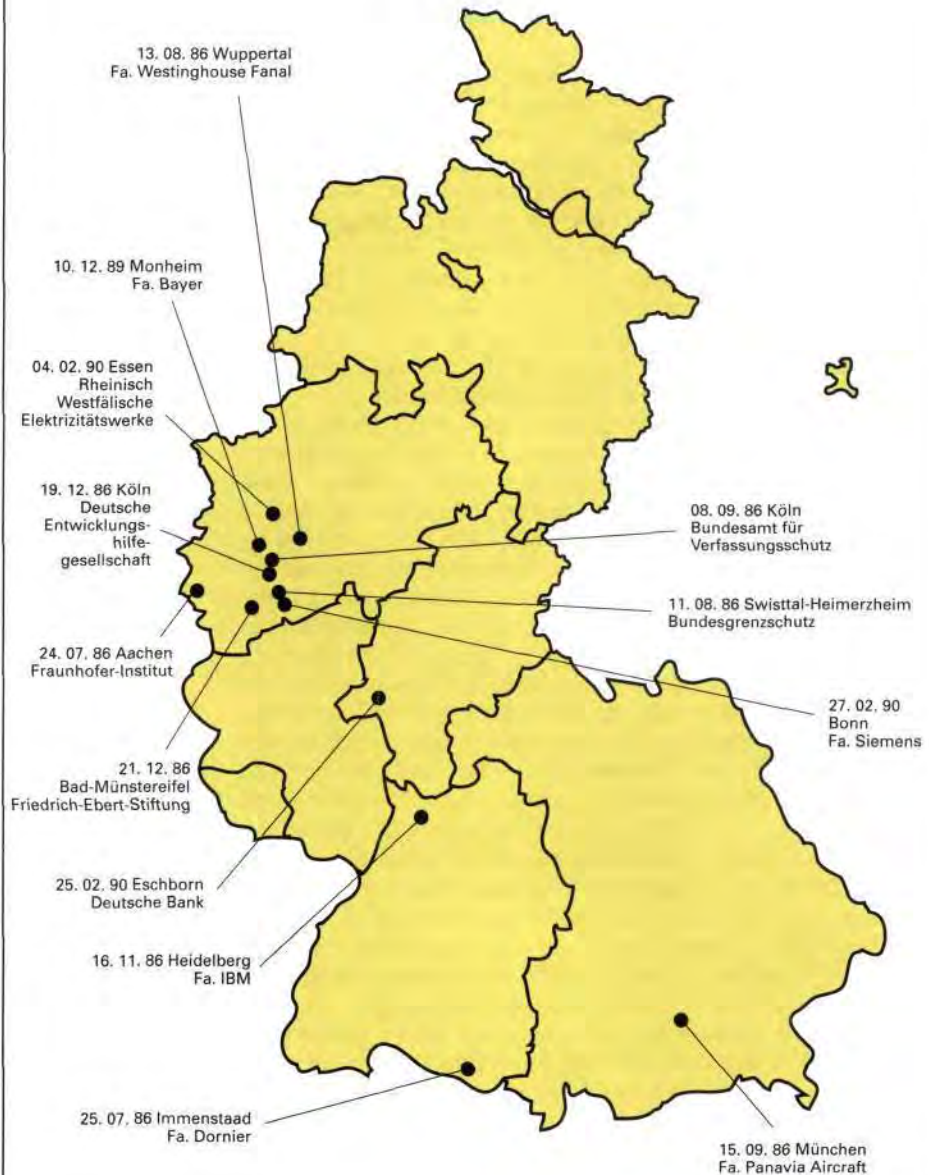 13. 08. 86 Wuppertal
Fa. Westinghouse Fanal
10. 12. 89 Monheim
Fa. Bayer
04. 02. 90 Essen
Rheinisch
Westfälische
Elektrizitätswerke
19. 12. 86 Köln
Deutsche
Entwicklungs-
hilfe-
gesellschaft
08. 09. 86 Köln
Bundesamt für
Verfassungsschutz
11. 08. 86 Swisttal-Heimerzheim
Bundesgrenzschutz
24. 07. 86 Aachen
Fraunhofer-Institut
27. 02. 90
Bonn
Fa. Siemens
21. 12. 86
Bad-Münstereifel
Friedrich-Ebert-Stiftung
25. 02. 90 Eschborn
Deutsche Bank
16. 11. 86 Heidelberg
Fa. IBM
25. 07. 86 Immenstaad
Fa. Dornier
15. 09. 86 München
Fa. Panavia Aircraft